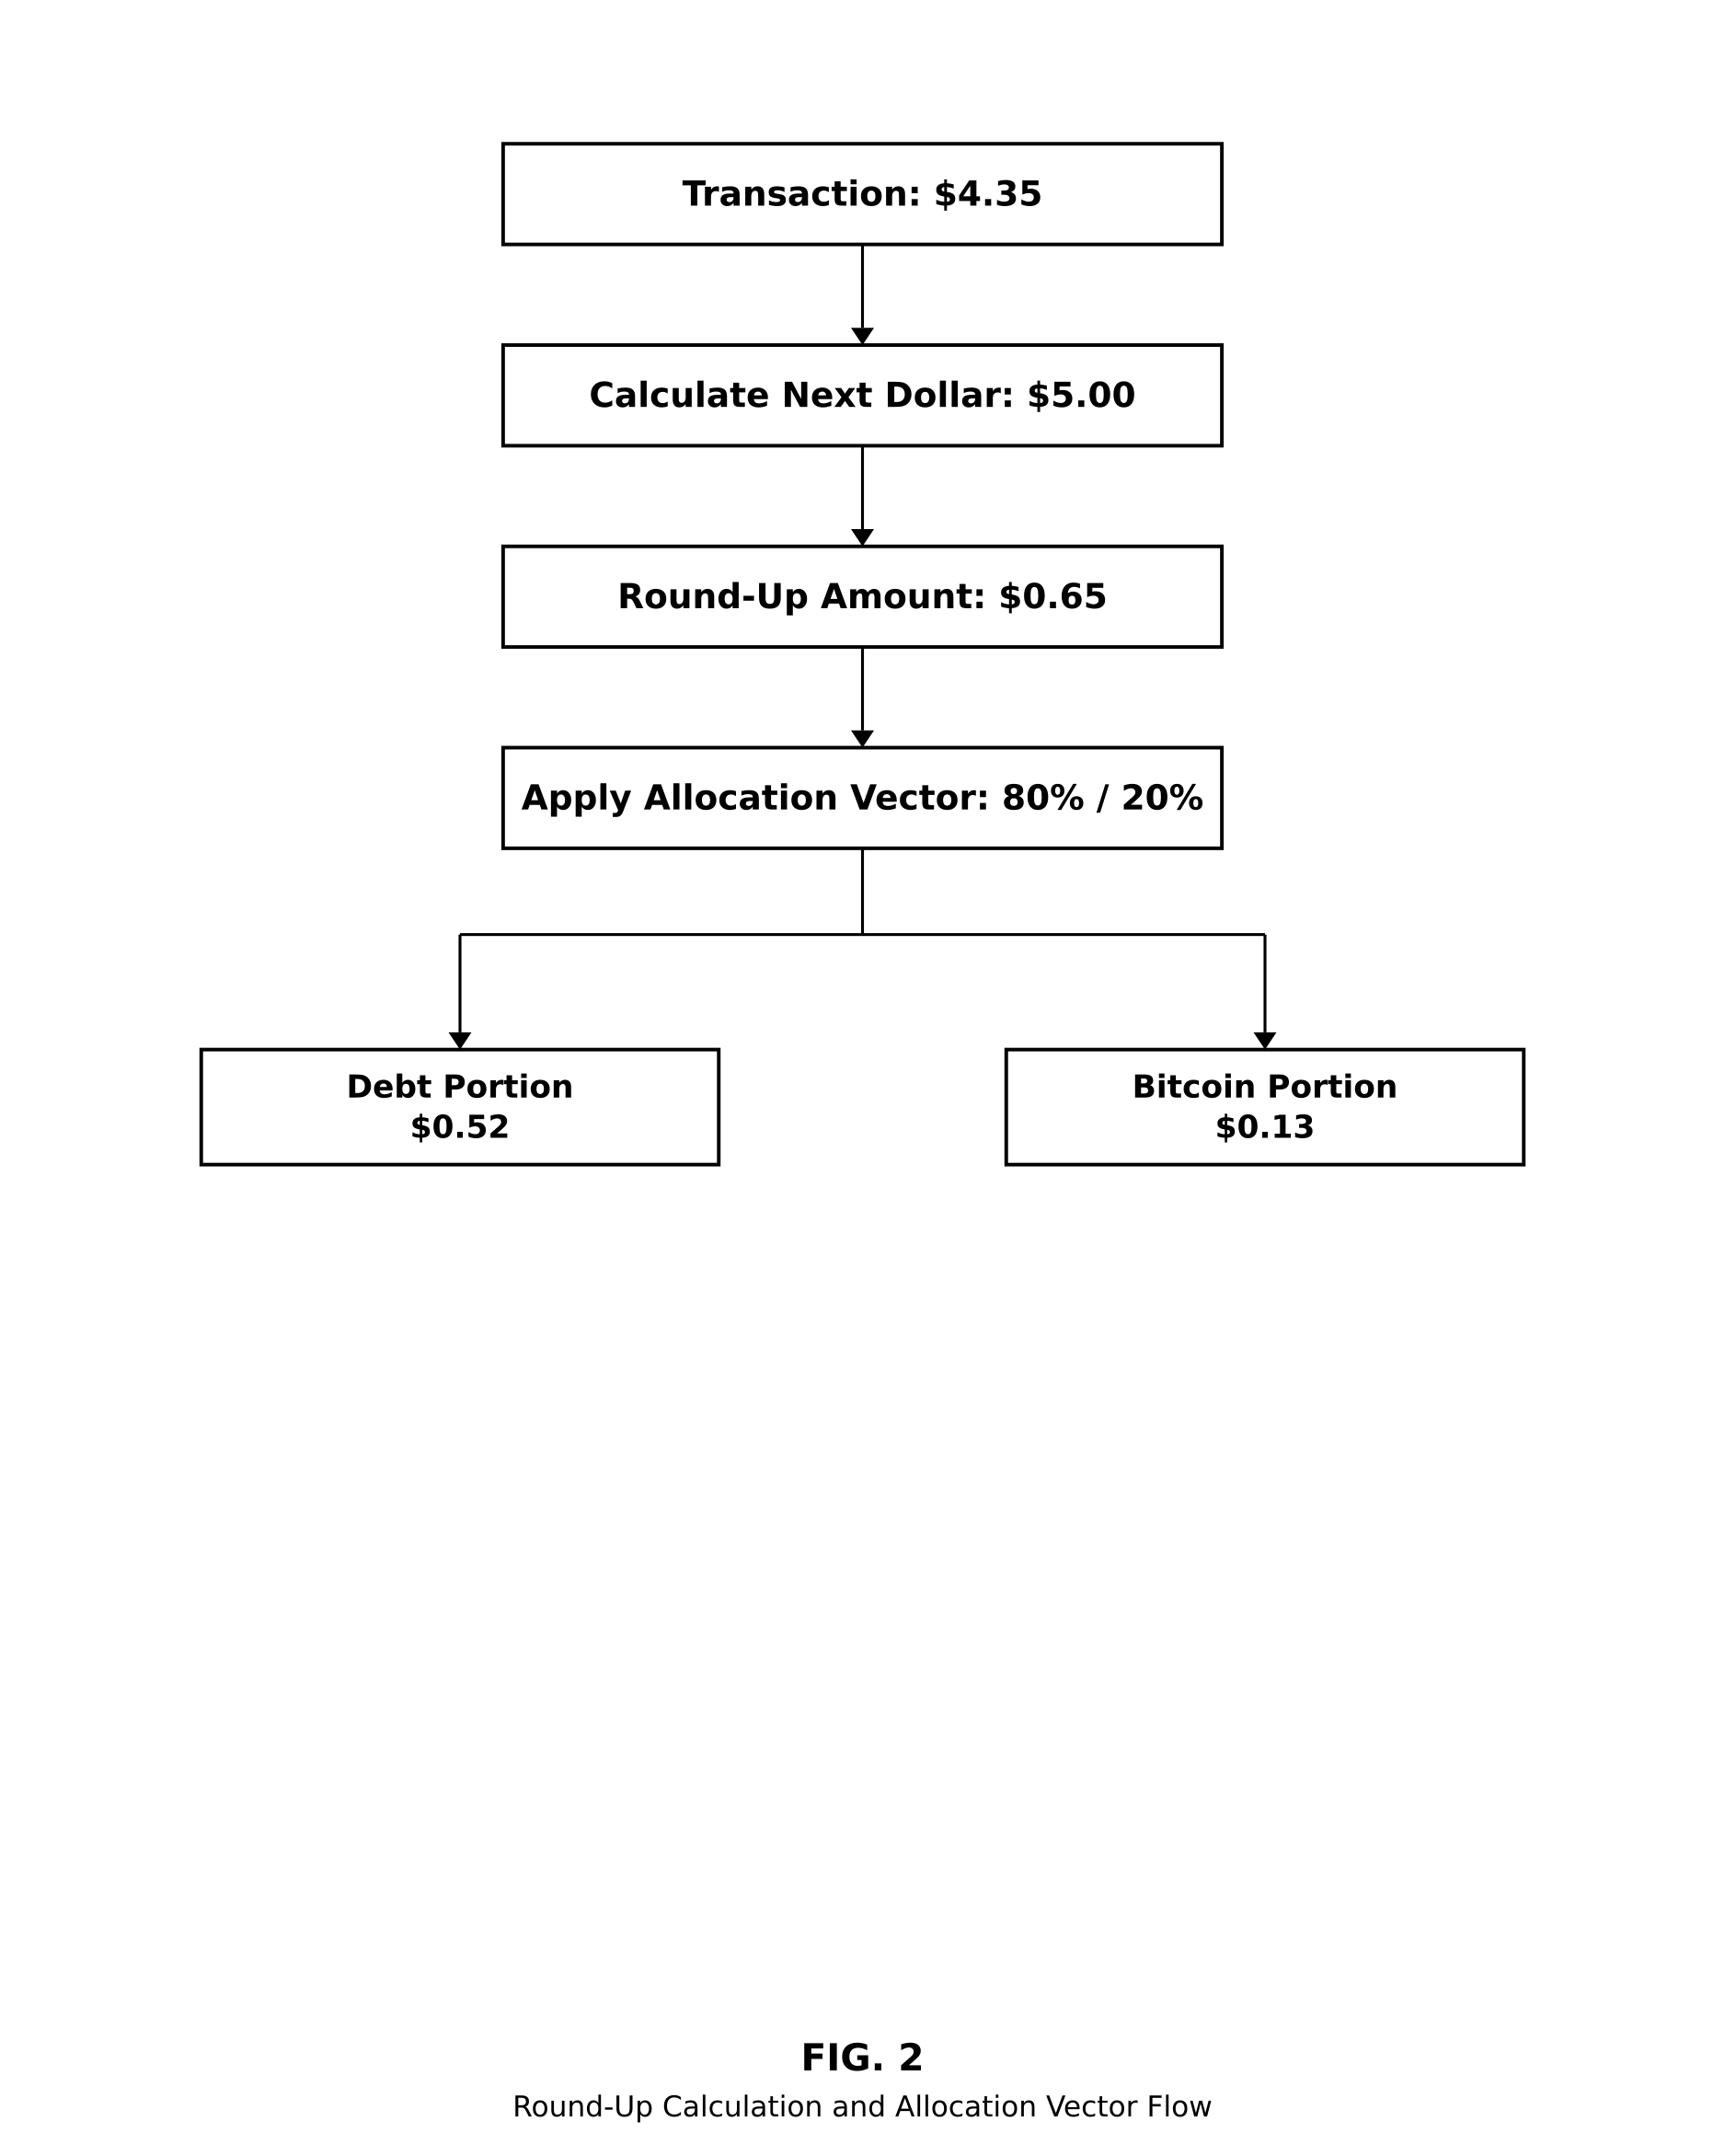 Transaction: $4.35
Calculate Next Dollar: $5.00
Round-Up Amount: $0.65
Apply Allocation Vector: 80% / 20%
Debt Portion
$0.52
Bitcoin Portion
$0.13
FIG. 2
Round-Up Calculation and Allocation Vector Flow